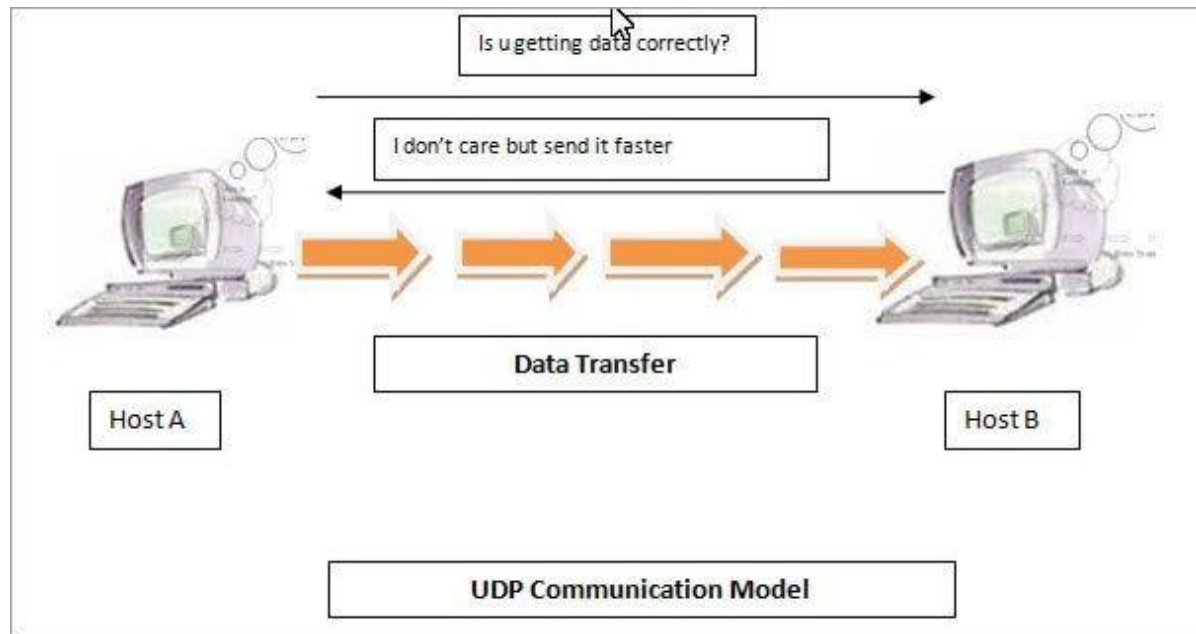 Is u getting data correctly?
I don't care but send it faster
Data Transfer
Host A
Host B
UDP Communication Model